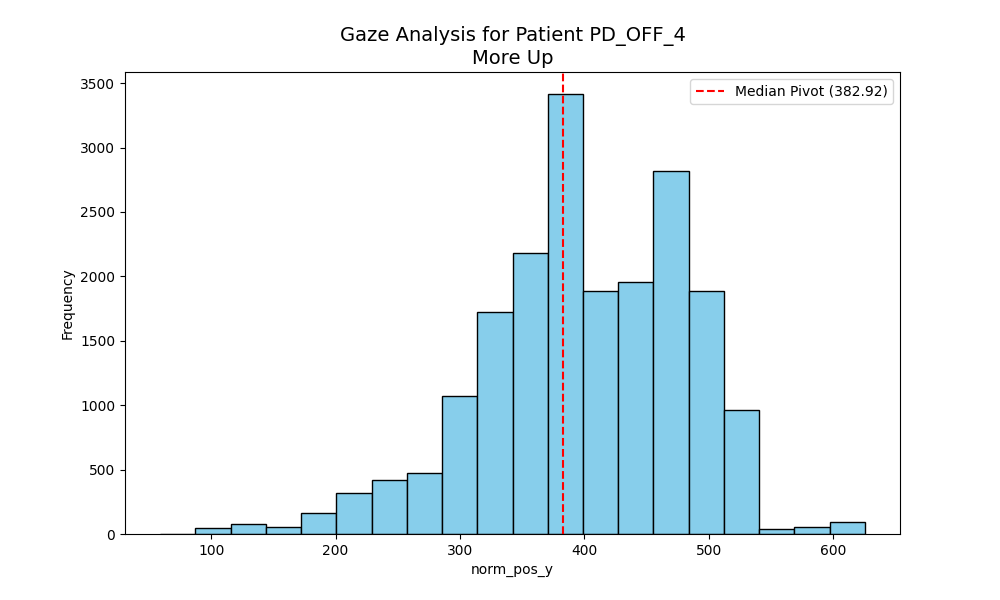 Gaze Analysis for Patient PD_OFF_4
More Up
Median Pivot (382.92)
3500
3000
2500
2000
1500
1000
500
0
Frequency
100 200 300 400 500 600
norm_pos_y